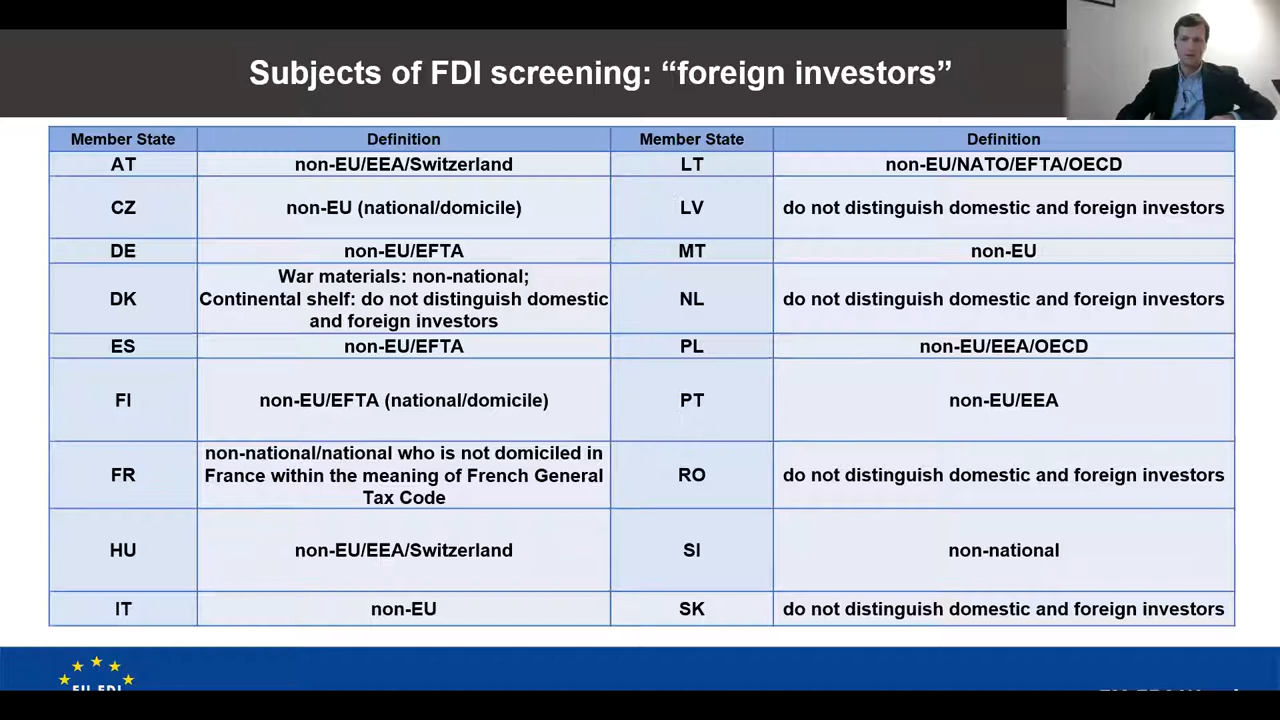 Subjects of FDI screening: “foreign investors”
Member State Definition Member State Definition
AT non-EU/EEA/Switzerland LT non-EU/NATO/EFTA/OECD
CZ non-EU (national/domicile) LV do not distinguish domestic and foreign investors
DE non-EU/EFTA MT non-EU
War materials: non-national;
DK Continental shelf: do not distinguish domestic NL do not distinguish domestic and foreign investors
and foreign investors
ES non-EU/EFTA PL non-EU/EEA/OECD
FI non-EU/EFTA (national/domicile) PT non-EU/EEA
non-national/national who is not domiciled in
FR France within the meaning of French General RO do not distinguish domestic and foreign investors
Tax Code
HU non-EU/EEA/Switzerland SI non-national
IT non-EU SK do not distinguish domestic and foreign investors
EU FDI